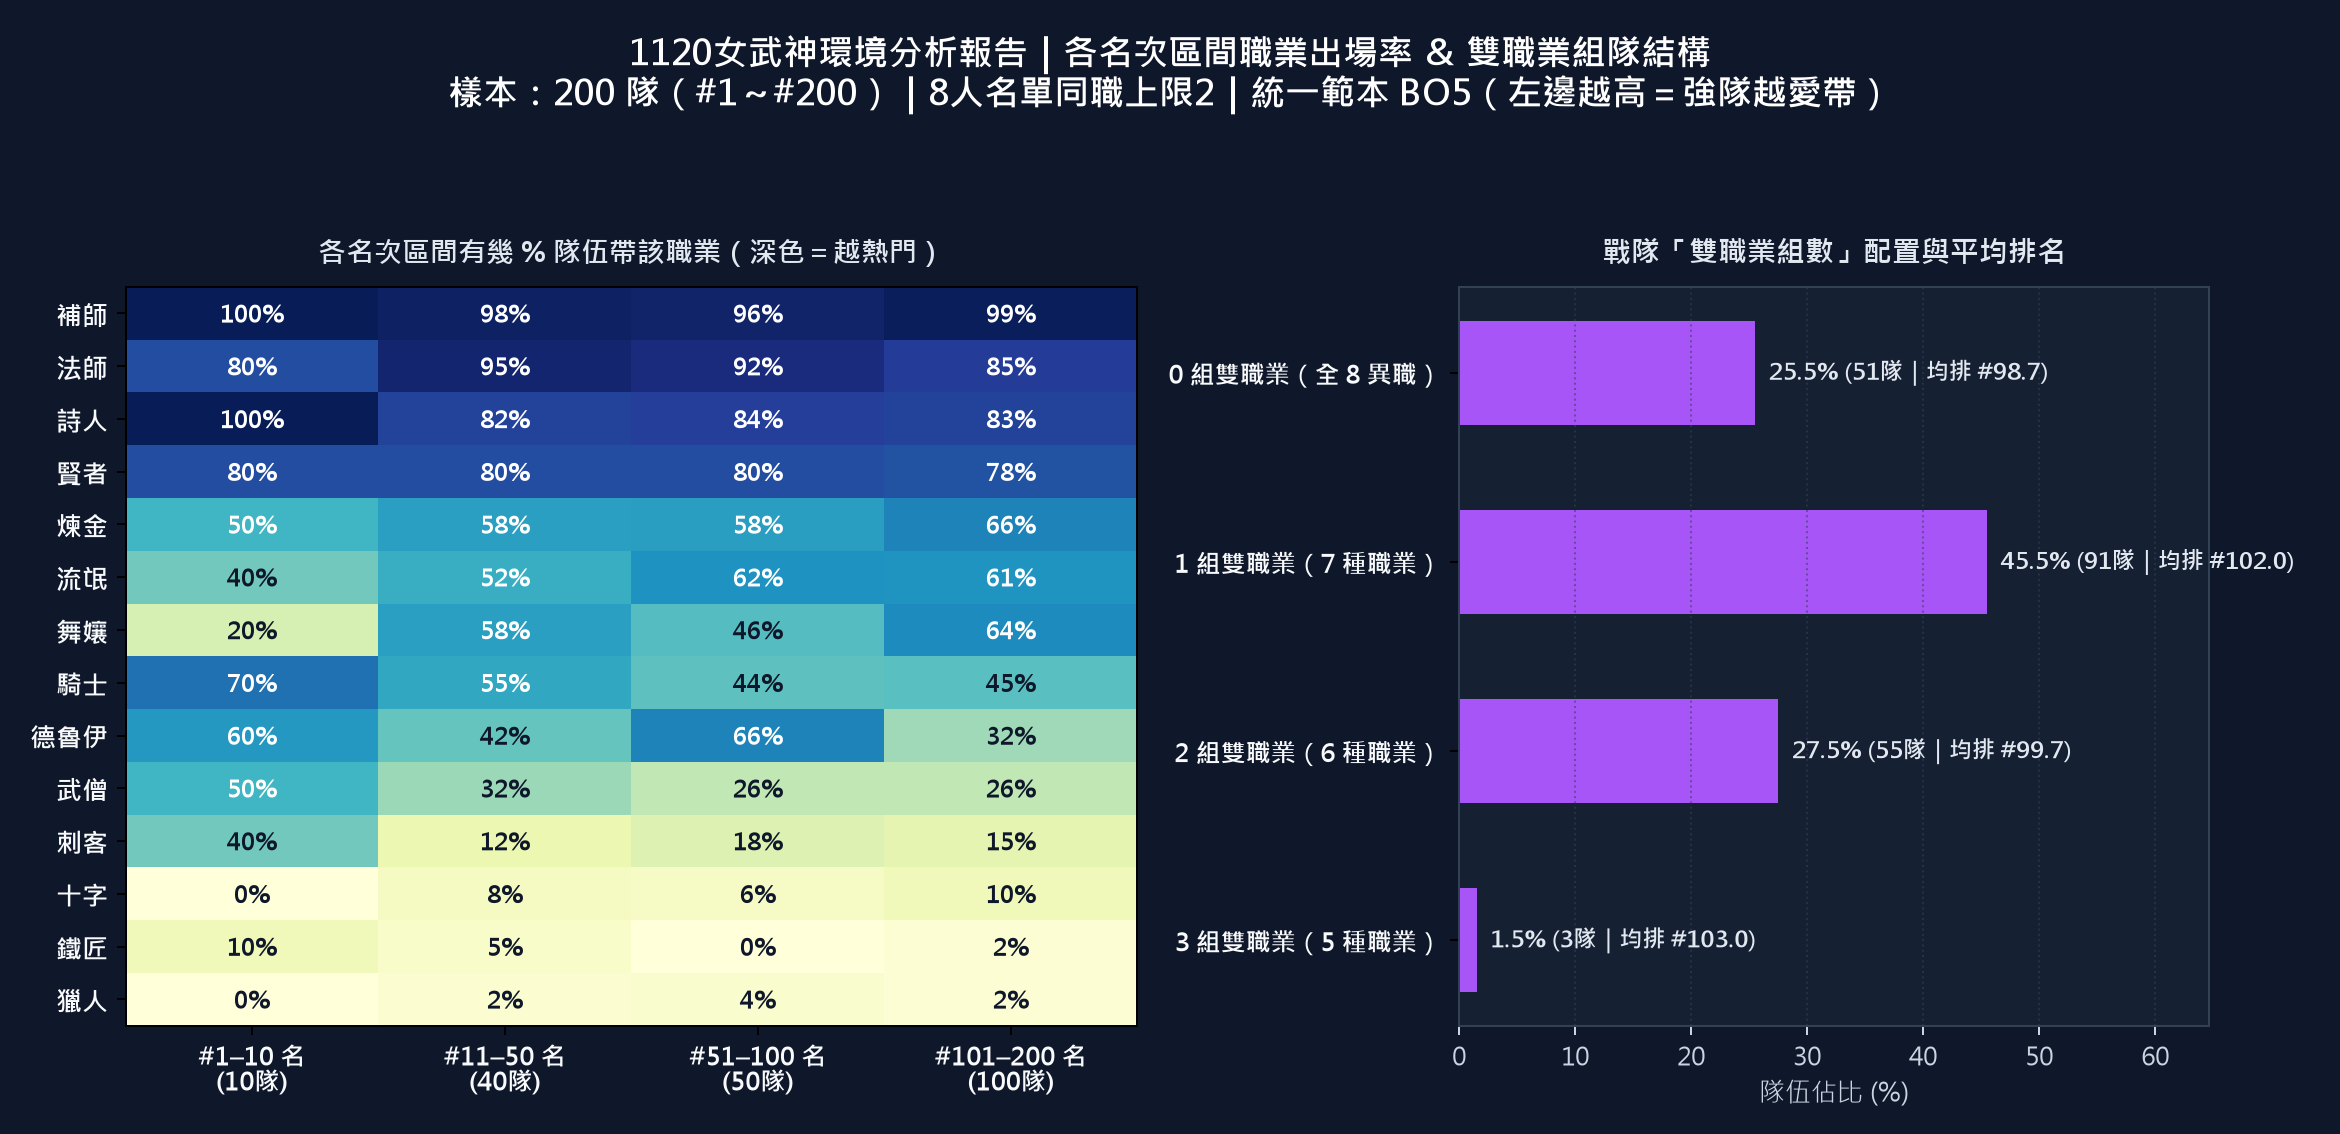 1120女武神環境分析報告 | 各名次區間職業出場率 & 雙職業組隊結構
樣本：200 隊（#1～#200） | 8人名單同職上限2 | 統一範本 BO5（左邊越高＝強隊越愛帶）
各名次區間有幾 % 隊伍帶該職業（深色＝越熱門）
補師 100% 98% 96% 99%
法師 80% 95% 92% 85%
詩人 100% 82% 84% 83%
賢者 80% 80% 80% 78%
煉金 50% 58% 58% 66%
流氓 40% 52% 62% 61%
舞孃 20% 58% 46% 64%
騎士 70% 55% 44% 45%
德魯伊 60% 42% 66% 32%
武僧 50% 32% 26% 26%
刺客 40% 12% 18% 15%
十字 0% 8% 6% 10%
鐵匠 10% 5% 0% 2%
獵人 0% 2% 4% 2%
#1–10 名 #11–50 名 #51–100 名 #101–200 名
(10隊) (40隊) (50隊) (100隊)
戰隊「雙職業組數」配置與平均排名
0 組雙職業（全 8 異職） 25.5% (51隊 | 均排 #98.7)
1 組雙職業（7 種職業） 45.5% (91隊 | 均排 #102.0)
2 組雙職業（6 種職業） 27.5% (55隊 | 均排 #99.7)
3 組雙職業（5 種職業） 1.5% (3隊 | 均排 #103.0)
0 10 20 30 40 50 60
隊伍佔比 (%)